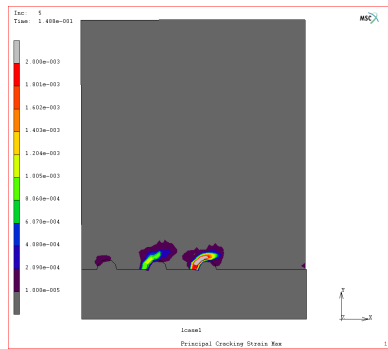 Inc: 5
Time: 1.488e-001
MSC
2.000e-003
1.801e-003
1.602e-003
1.403e-003
1.204e-003
1.005e-003
8.060e-004
6.070e-004
4.080e-004
2.090e-004
1.000e-005
Y
Z
X
lcase1
Principal Cracking Strain Max
1